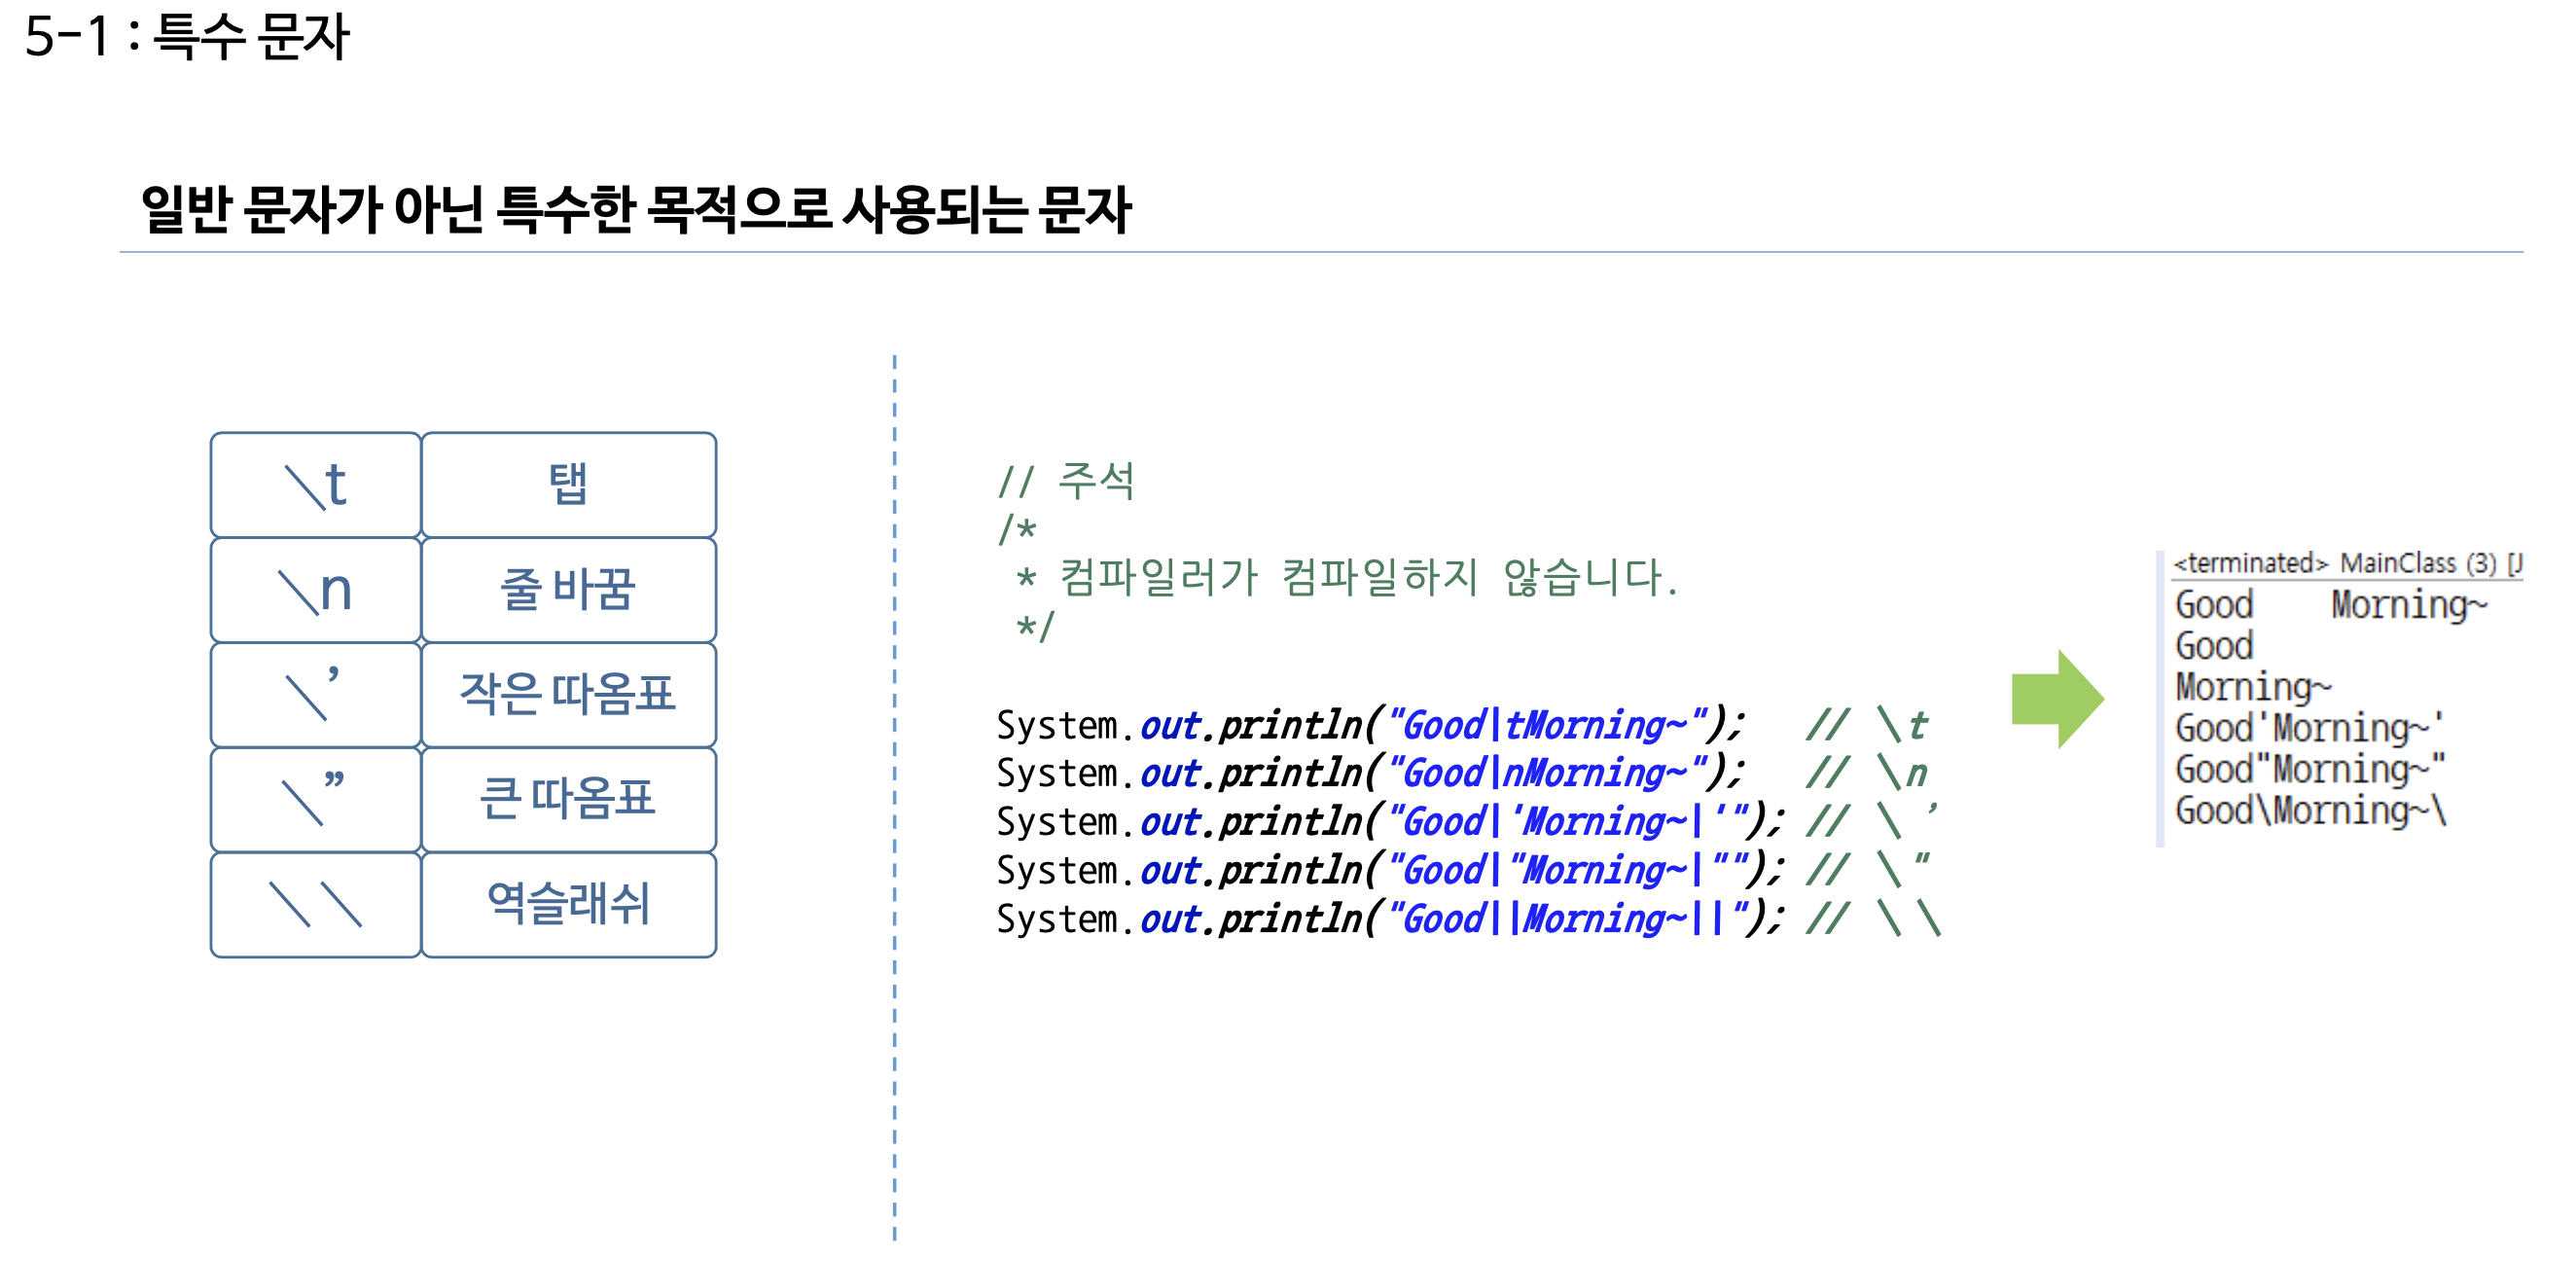 5-1 : 특수 문자
일반 문자가 아닌 특수한 목적으로 사용되는 문자
\t 탭
\n 줄 바꿈
\’ 작은 따옴표
\” 큰 따옴표
\\ 역슬래쉬
// 주석
/*
* 컴파일러가 컴파일하지 않습니다.
*/
System.out.println("Good\tMorning~"); // \t
System.out.println("Good\nMorning~"); // \n
System.out.println("Good\'Morning~\'"); // \’
System.out.println("Good\"Morning~\""); // \"
System.out.println("Good\\Morning~\\"); // \\
<terminated> MainClass (3) [J
Good    Morning~
Good
Morning~
Good'Morning~'
Good"Morning~"
Good\Morning~\